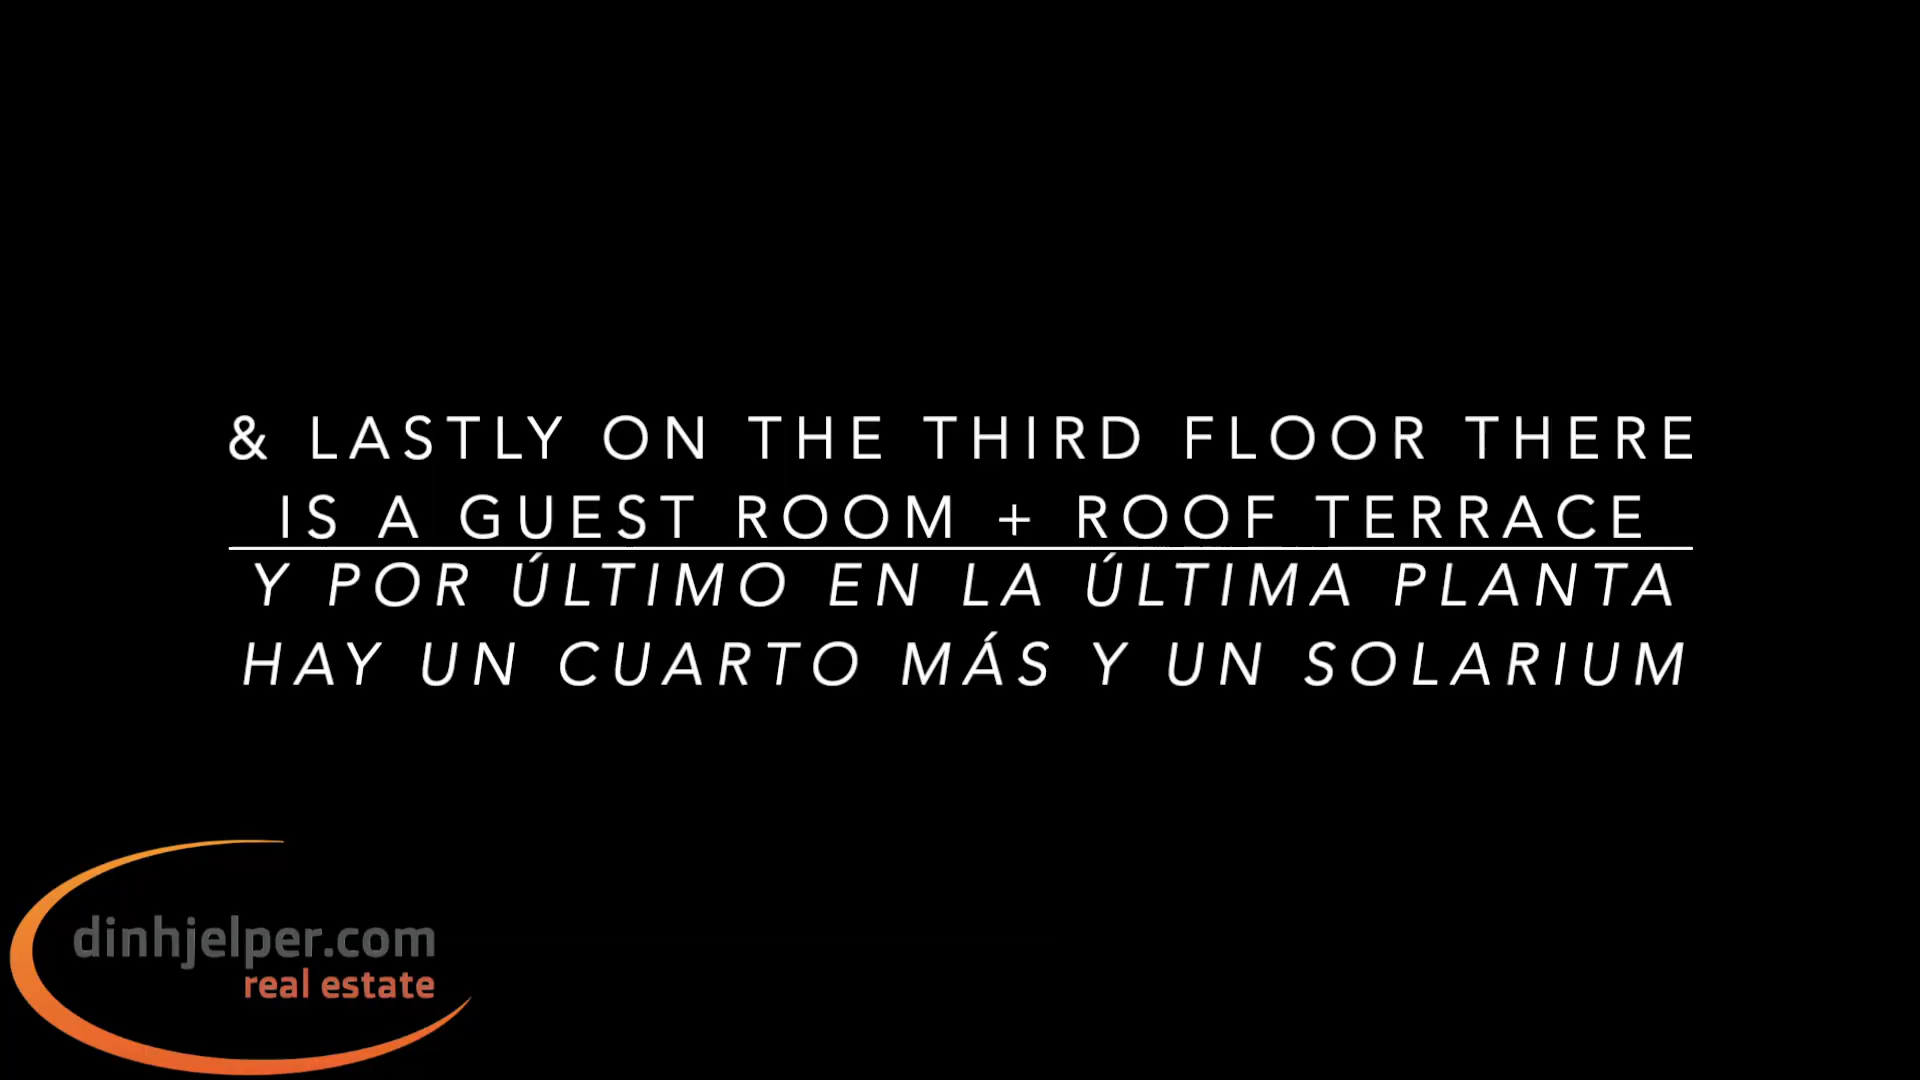 & LASTLY ON THE THIRD FLOOR THERE
IS A GUEST ROOM + ROOF TERRACE
Y POR ÚLTIMO EN LA ÚLTIMA PLANTA
HAY UN CUARTO MÁS Y UN SOLARIUM
dinhjelper.com
real estate